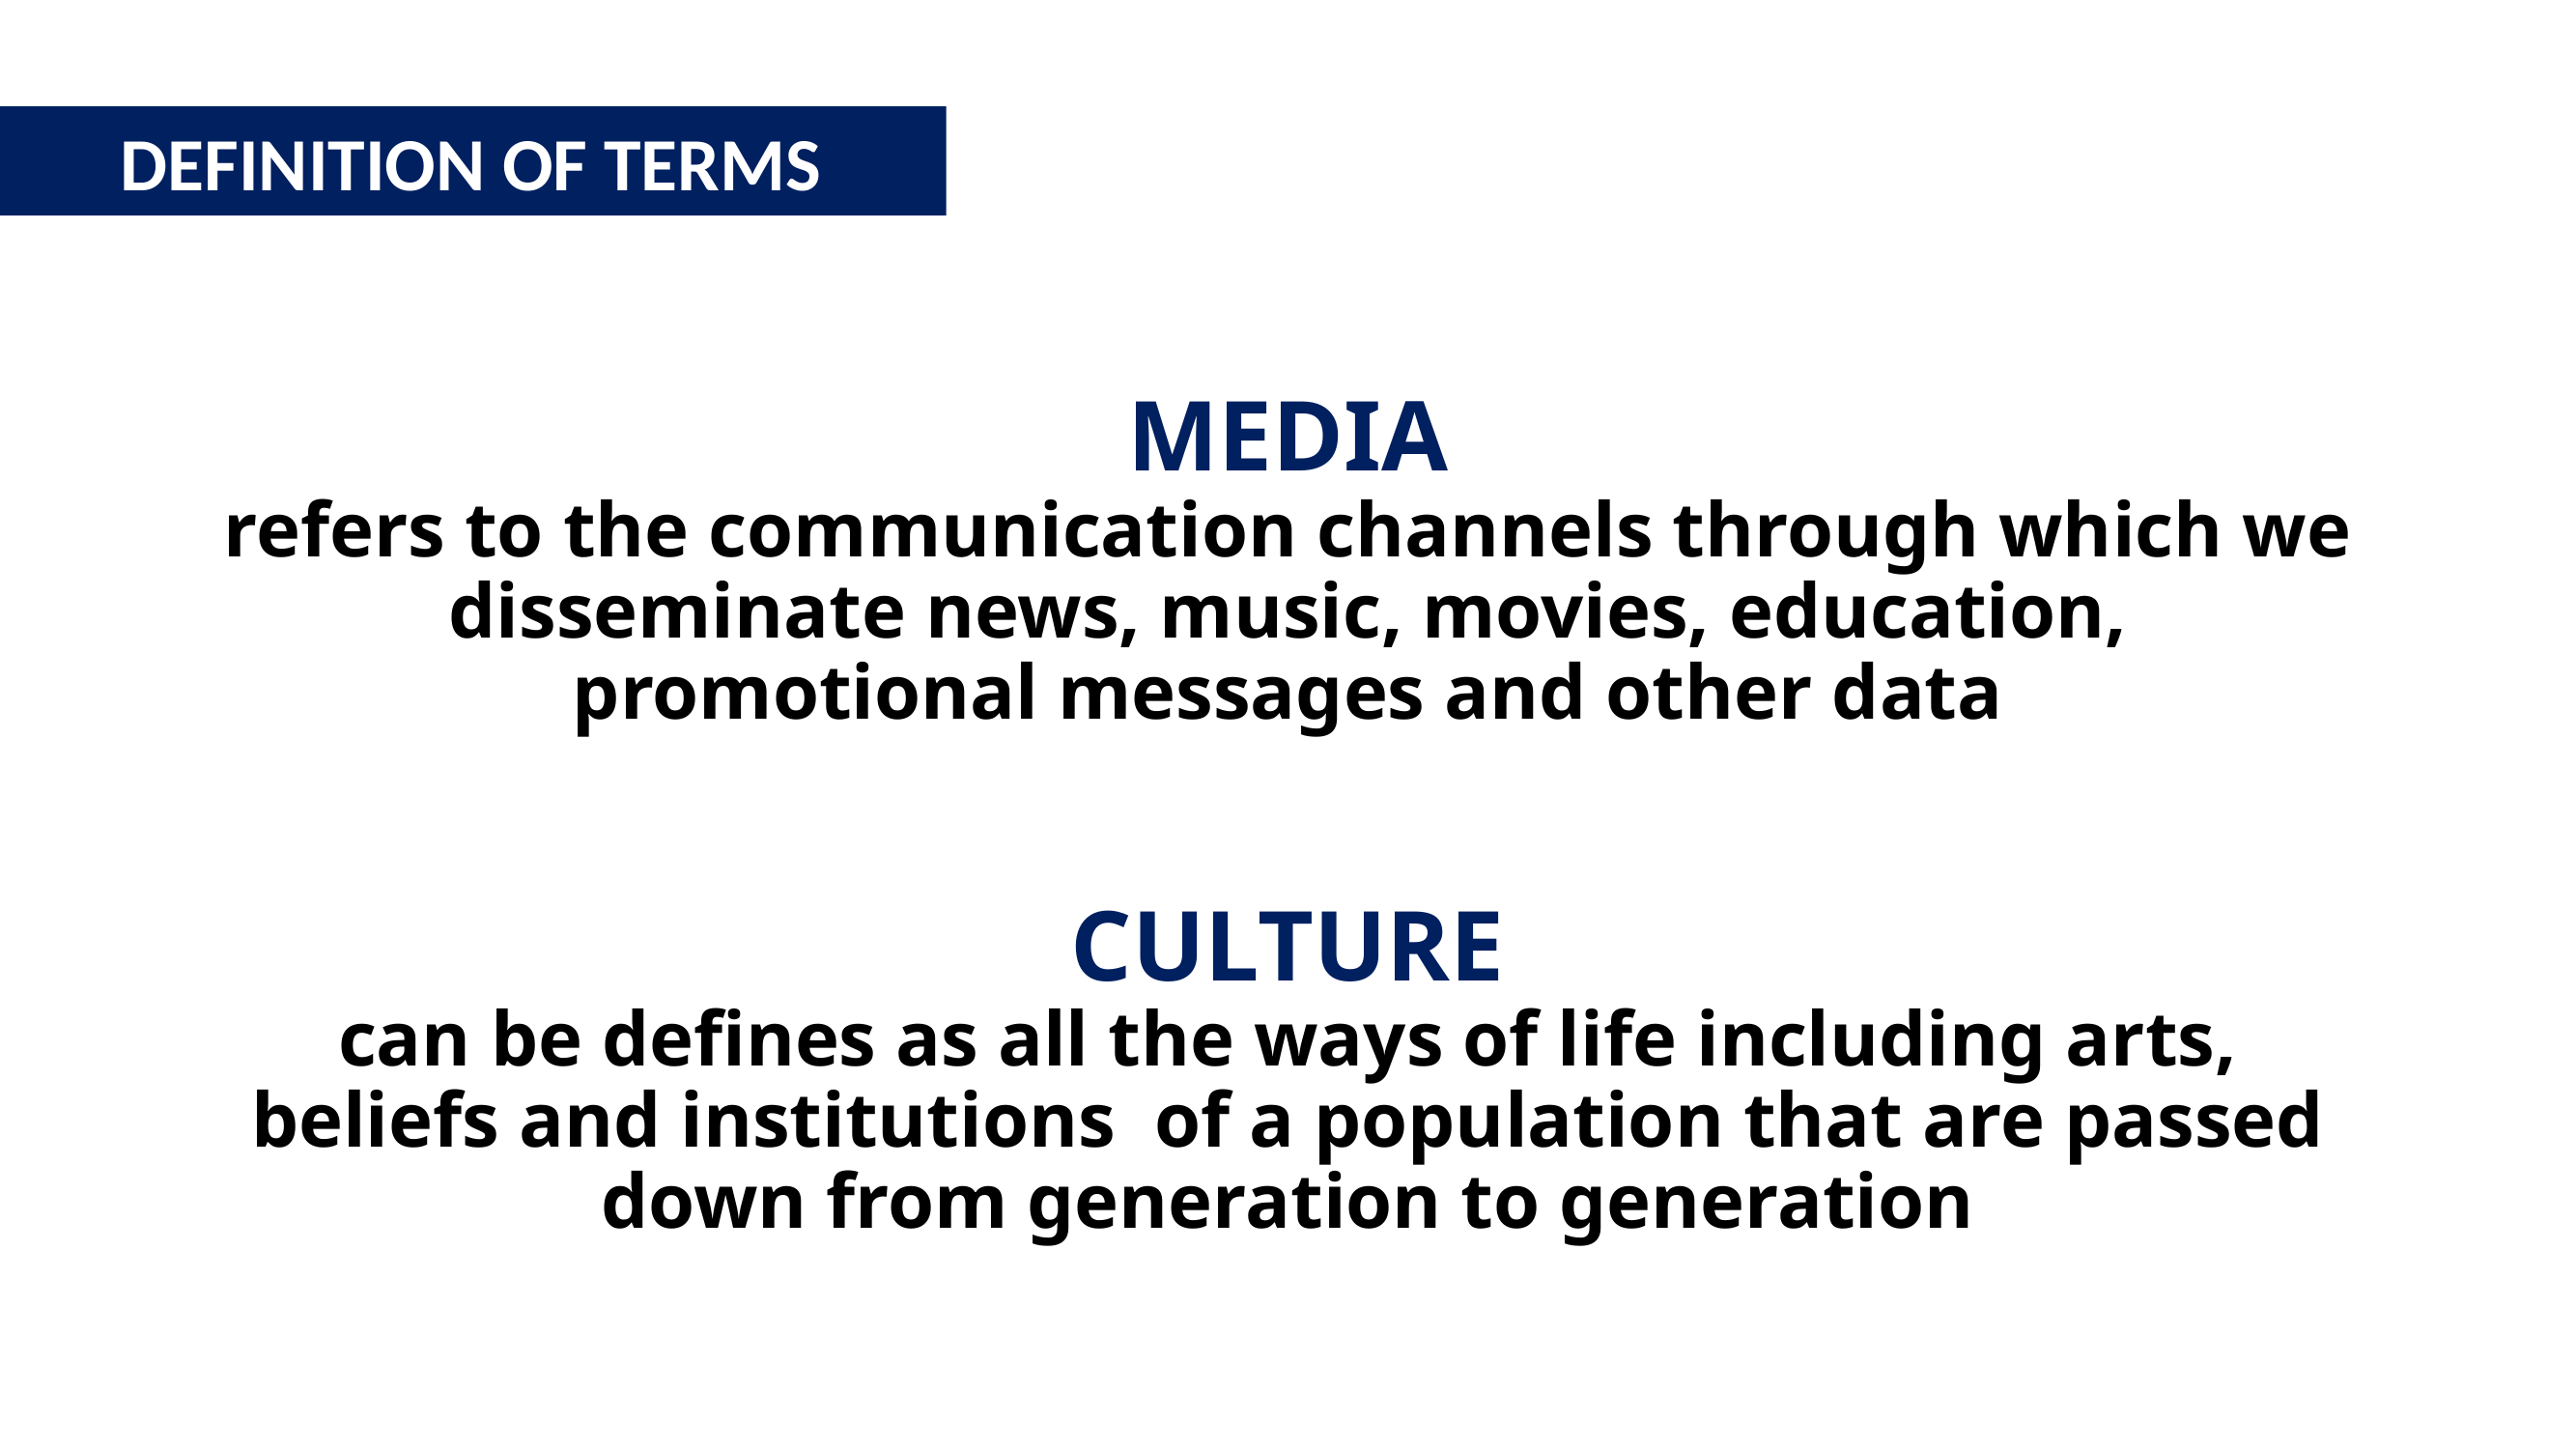 DEFINITION OF TERMS
MEDIA
refers to the communication channels through which we
disseminate news, music, movies, education,
promotional messages and other data
CULTURE
can be defines as all the ways of life including arts,
beliefs and institutions  of a population that are passed
down from generation to generation